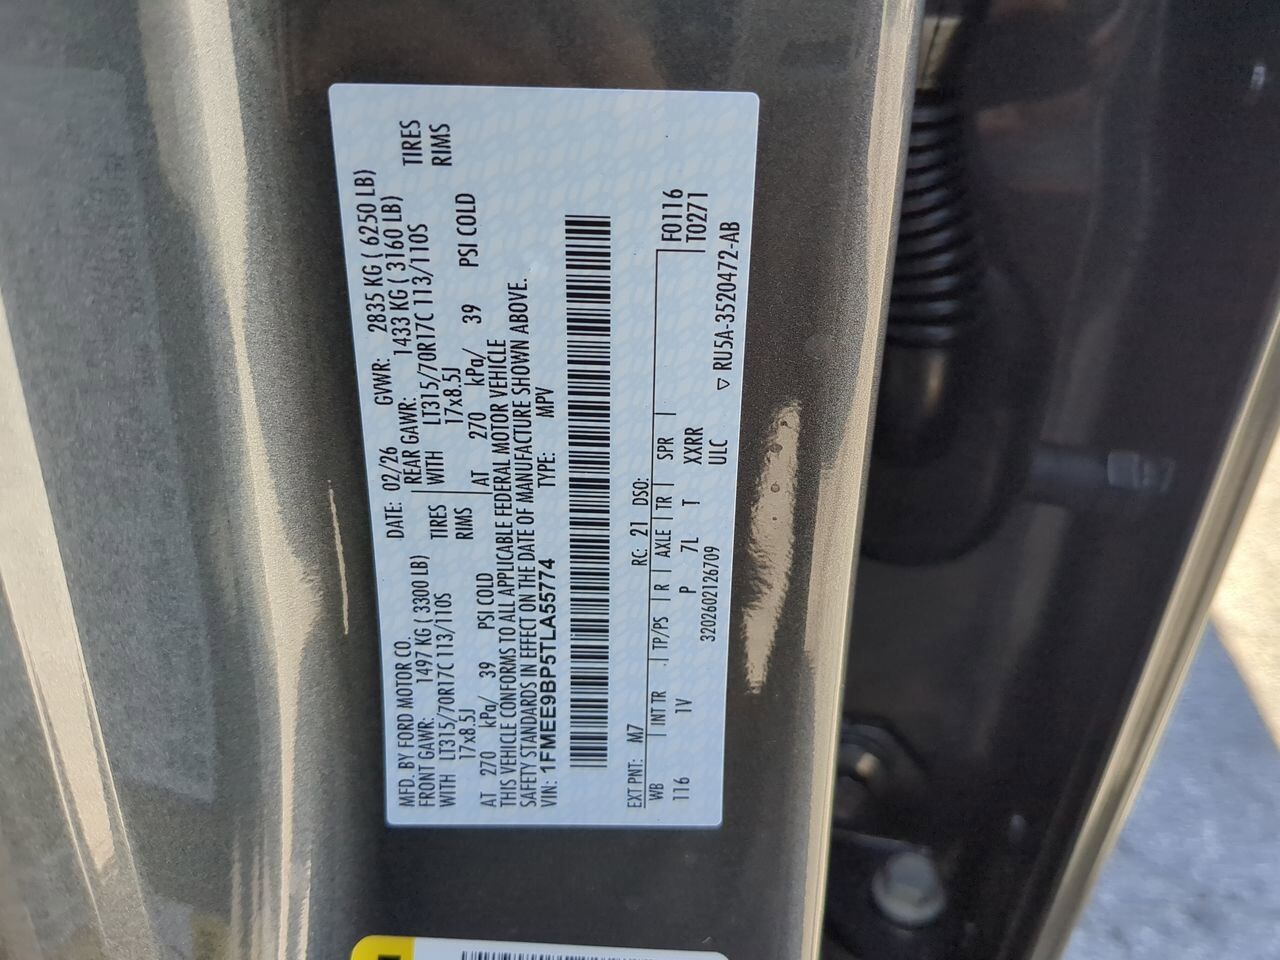 MFD. BY FORD MOTOR CO.
DATE: 02/26 GVWR: 2835 KG ( 6250 LB)
FRONT GAWR: 1497 KG ( 3300 LB) REAR GAWR: 1433 KG ( 3160 LB)
WITH LT315/70R17C 113/110S TIRES WITH LT315/70R17C 113/110S TIRES
17x8.5J RIMS 17x8.5J RIMS
AT 270 kPa/ 39 PSI COLD AT 270 kPa/ 39 PSI COLD
THIS VEHICLE CONFORMS TO ALL APPLICABLE FEDERAL MOTOR VEHICLE
SAFETY STANDARDS IN EFFECT ON THE DATE OF MANUFACTURE SHOWN ABOVE.
VIN: 1FMEE9BP5TLA55774 TYPE: MPV
EXT PNT: M7 RC: 21 DSO:
WB | INT TR | TP/PS | R | AXLE | TR | SPR | F0116
116 1V P 7L T XXRR T0271
3202602126709 ULC
▽ RU5A-3520472-AB